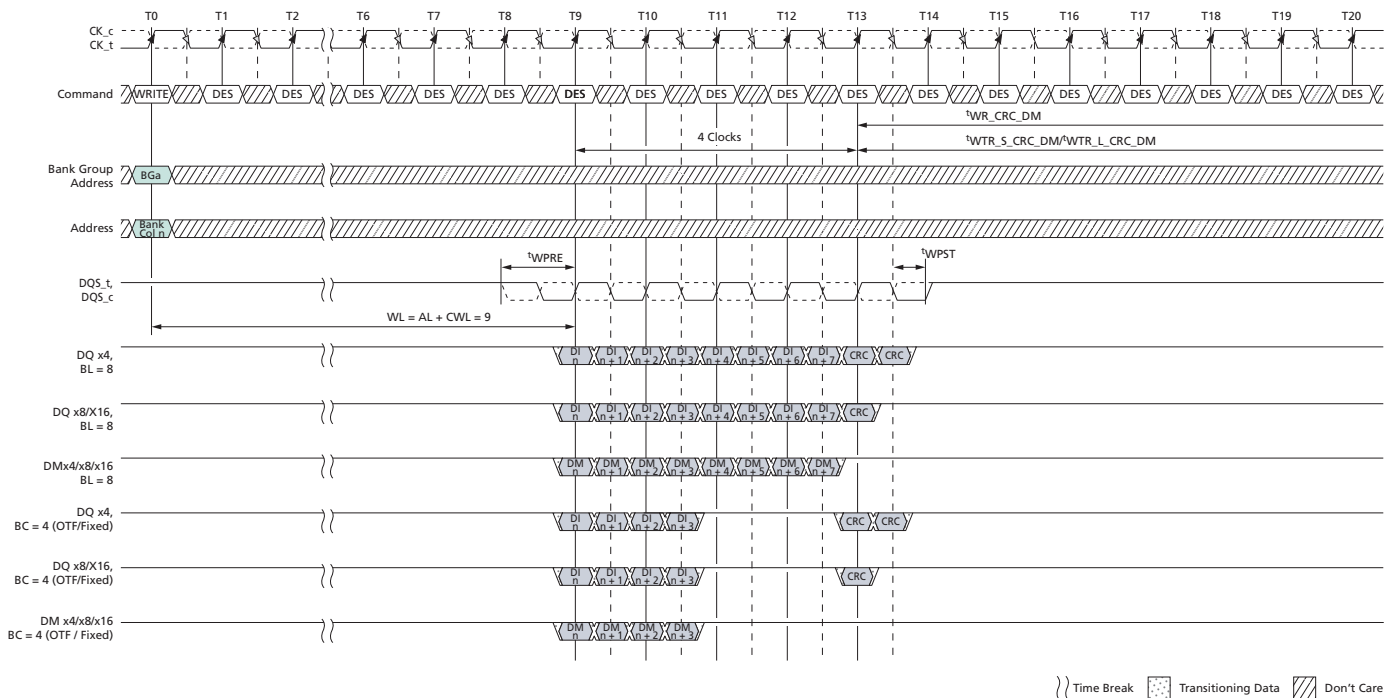 T0 T1 T2 T6 T7 T8 T9 T10 T11 T12 T13 T14 T15 T16 T17 T18 T19 T20
CK_c
CK_t
Command WRITE DES DES DES DES DES DES DES DES DES DES DES DES DES DES DES DES DES
tWR_CRC_DM
4 Clocks
tWTR_S_CRC_DM/tWTR_L_CRC_DM
Bank Group
Address
BGa
Address
Bank
Col n
tWPRE
tWPST
DQS_t,
DQS_c
WL = AL + CWL = 9
DQ x4,
BL = 8
DI n DI n + 1 DI n + 2 DI n + 3 DI n + 4 DI n + 5 DI n + 6 DI n + 7 CRC CRC
DQ x8/X16,
BL = 8
DI n DI n + 1 DI n + 2 DI n + 3 DI n + 4 DI n + 5 DI n + 6 DI n + 7 CRC
DMx4/x8/x16
BL = 8
DM n DM n + 1 DM n + 2 DM n + 3 DM n + 4 DM n + 5 DM n + 6 DM n + 7
DQ x4,
BC = 4 (OTF/Fixed)
DI n DI n + 1 DI n + 2 DI n + 3 CRC CRC
DQ x8/X16,
BC = 4 (OTF/Fixed)
DI n DI n + 1 DI n + 2 DI n + 3 CRC
DM x4/x8/x16
BC = 4 (OTF / Fixed)
DM n DM n + 1 DM n + 2 DM n + 3
Time Break Transitioning Data Don't Care